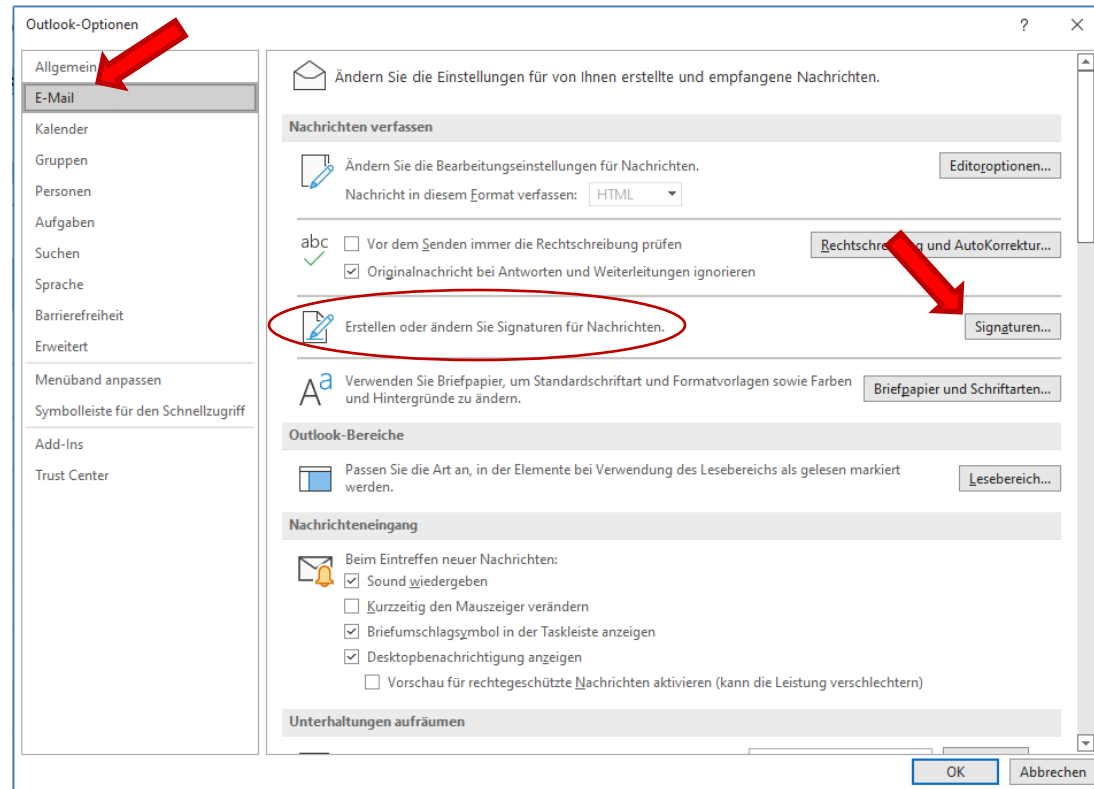 Outlook-Optionen
?
Allgemein
E-Mail
Kalender
Gruppen
Personen
Aufgaben
Suchen
Sprache
Barrierefreiheit
Erweitert
Menüband anpassen
Symbolleiste für den Schnellzugriff
Add-Ins
Trust Center
Ändern Sie die Einstellungen für von Ihnen erstellte und empfangene Nachrichten.
Nachrichten verfassen
Ändern Sie die Bearbeitungseinstellungen für Nachrichten.
Editoroptionen...
Nachricht in diesem Format verfassen: HTML
abc
Vor dem Senden immer die Rechtschreibung prüfen
und AutoKorrektur...
Originalnachricht bei Antworten und Weiterleitungen ignorieren
Erstellen oder ändern Sie Signaturen für Nachrichten.
Signaturen...
Aa
Verwenden Sie Briefpapier, um Standardschriftart und Formatvorlagen sowie Farben
und Hintergründe zu ändern.
Briefpapier und Schriftarten...
Outlook-Bereiche
Passen Sie die Art an, in der Elemente bei Verwendung des Lesebereichs als gelesen markiert
werden.
Lesebereich...
Nachrichteneingang
Beim Eintreffen neuer Nachrichten:
Sound wiedergeben
Kurzzeitig den Mauszeiger verändern
Briefumschlagsymbol in der Taskleiste anzeigen
Desktopbenachrichtigung anzeigen
Vorschau für rechtegeschützte Nachrichten aktivieren (kann die Leistung verschlechtern)
Unterhaltungen aufräumen
OK
Abbrechen